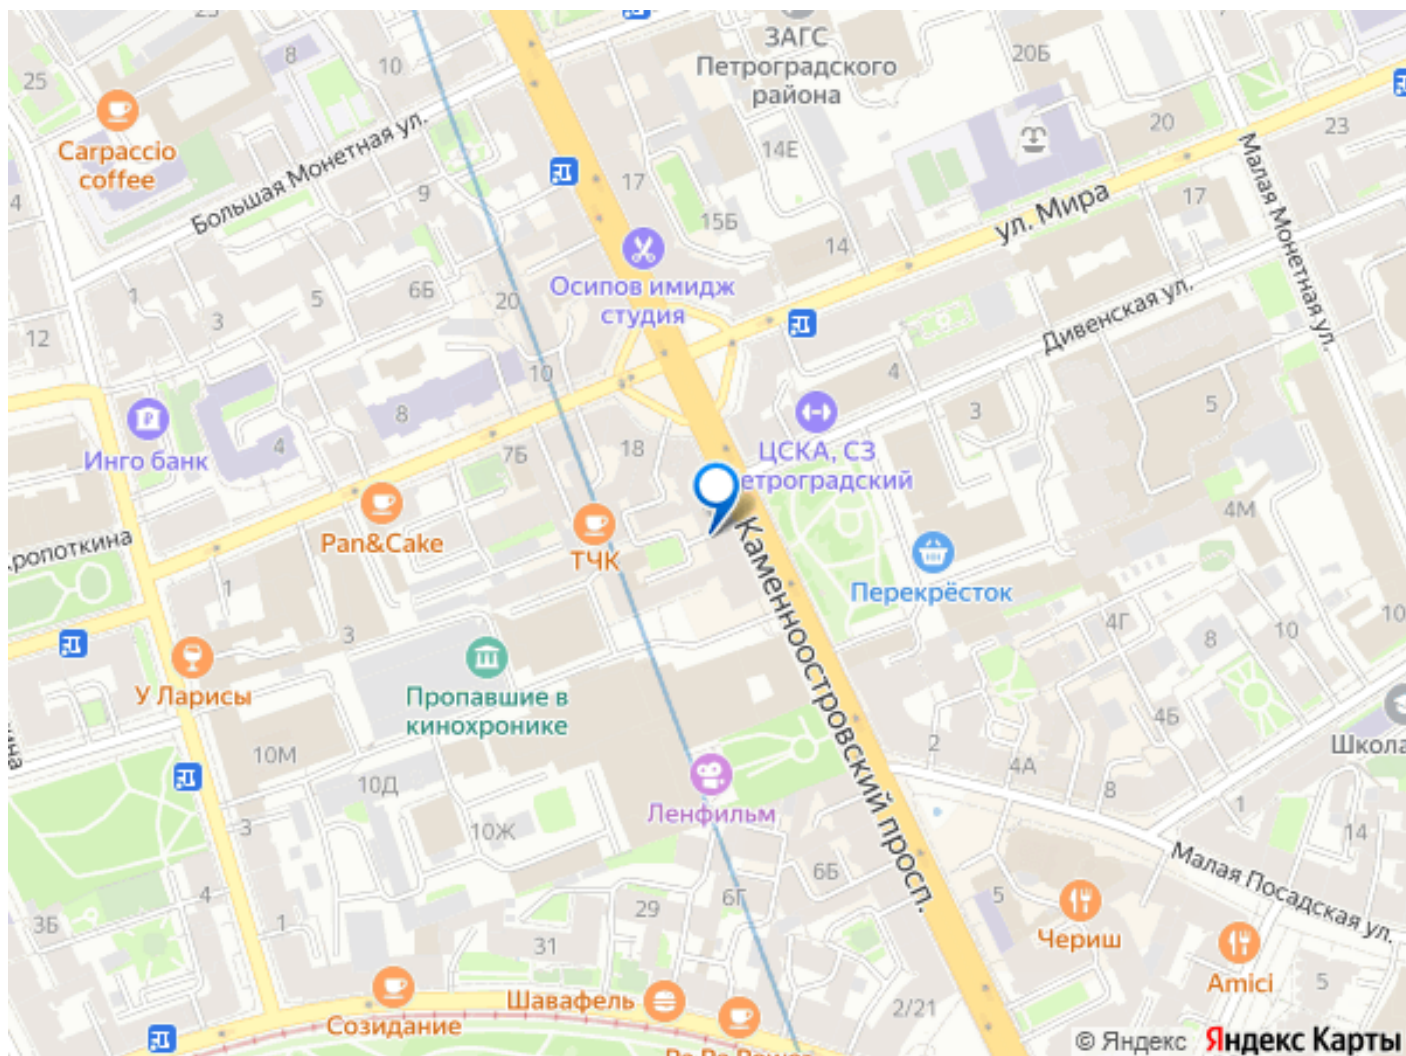 ЗАГС
Петроградского
района
20Б
25
8
10
20
23
Carpaccio
coffee
Большая Монетная ул.
14Е
17
9
15Б
14
17
4
ул. Мира
Малая Монетная ул.
Осипов имидж
студия
1
3
5
6Б
20
12
Дивенская ул.
10
4
3
5
8
4
Инго банк
7Б
18
ЦСКА, СЗ
етроградский
4М
Pan&Cake
ТЧК
Каменноостровский просп.
Перекрёсток
ропоткина
1
3
4Г
8
10
10
У Ларисы
Пропавшие в
кинохронике
4Б
2
4А
8
Школа
ина
10М
10Д
10Ж
Ленфильм
3
1
14
Малая Посадская ул.
4
3Б
1
6Б
6Г
29
31
5
Чериш
Amici
5
Шавафель
Созидание
2/21
© Яндекс Яндекс Карты